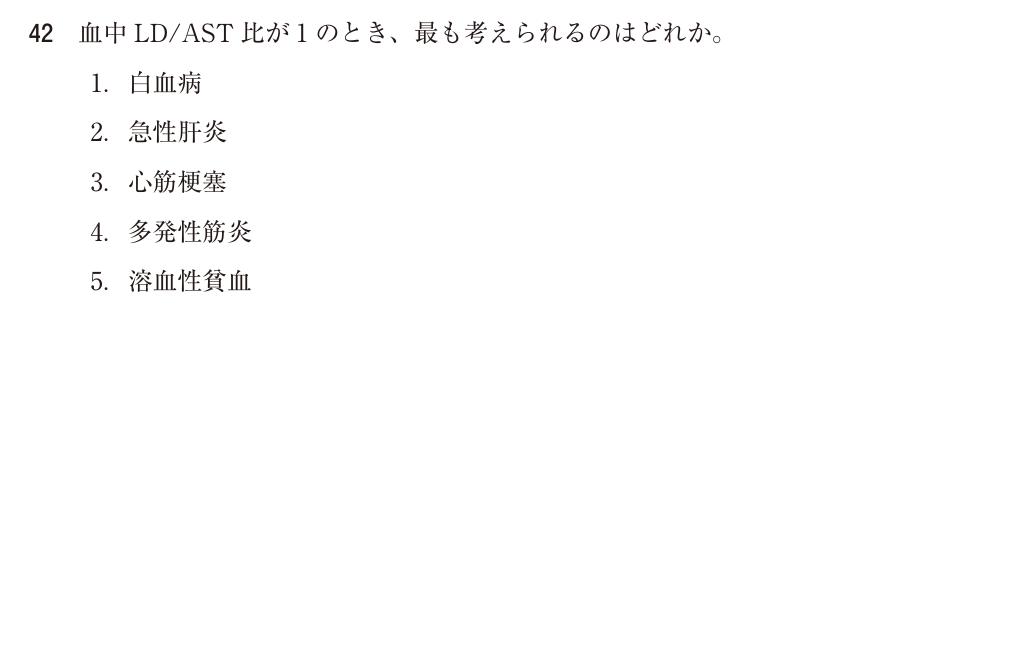 42 血中 LD/AST 比が 1 のとき、最も考えられるのはどれか。
1. 白血病
2. 急性肝炎
3. 心筋梗塞
4. 多発性筋炎
5. 溶血性貧血